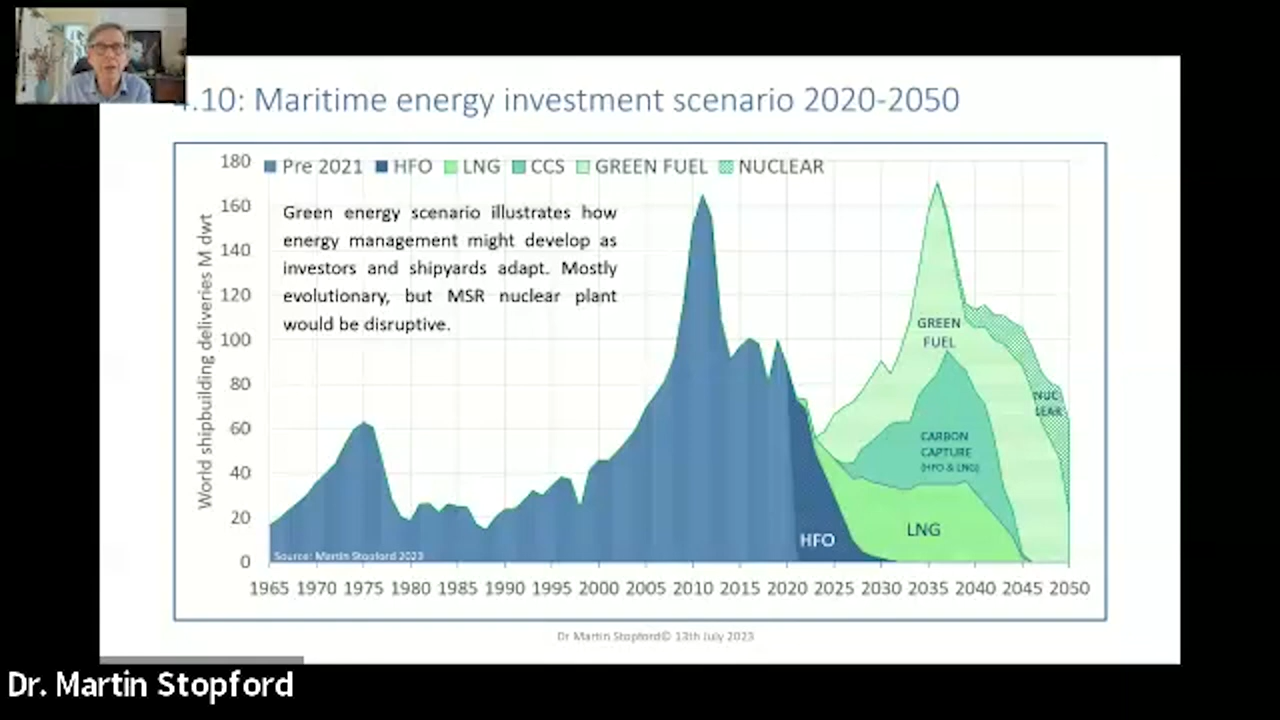 4.10: Maritime energy investment scenario 2020-2050
Pre 2021 HFO LNG CCS GREEN FUEL NUCLEAR
World shipbuilding deliveries M dwt
180
160
140
120
100
80
60
40
20
0
Green energy scenario illustrates how
energy management might develop as
investors and shipyards adapt. Mostly
evolutionary, but MSR nuclear plant
would be disruptive.
GREEN
FUEL
NUC
LEAR
CARBON
CAPTURE
(HFO & LNG)
LNG
HFO
Source: Martin Stopford 2023
1965 1970 1975 1980 1985 1990 1995 2000 2005 2010 2015 2020 2025 2030 2035 2040 2045 2050
Dr Martin Stopford© 13th July 2023
Dr. Martin Stopford